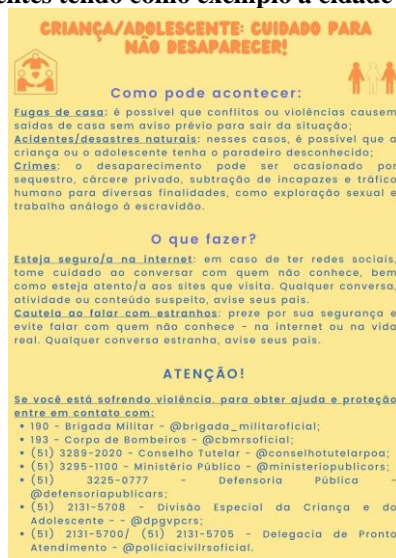 entes tendo como exemplo a cidade
CRIANÇA/ADOLESCENTE: CUIDADO PARA
NÃO DESAPARECER!
Como pode acontecer:
Fugas de casa: é possível que conflitos ou violências causem
saídas de casa sem aviso prévio para sair da situação;
Acidentes/desastres naturais: nesses casos, é possível que a
criança ou o adolescente tenha o paradeiro desconhecido;
Crimes: o desaparecimento pode ser ocasionado por
sequestro, cárcere privado, subtração de incapazes e tráfico
humano para diversas finalidades, como exploração sexual e
trabalho análogo à escravidão.
O que fazer?
Esteja seguro/a na internet: em caso de ter redes sociais,
tome cuidado ao conversar com quem não conhece, bem
como esteja atento/a aos sites que visita. Qualquer conversa,
atividade ou conteúdo suspeito, avise seus pais.
Cautela ao falar com estranhos: preze por sua segurança e
evite falar com quem não conhece - na internet ou na vida
real. Qualquer conversa estranha, avise seus pais.
ATENÇÃO!
Se você está sofrendo violência, para obter ajuda e proteção
entre em contato com:
• 190 - Brigada Militar - @brigada_militaroficial;
• 193 - Corpo de Bombeiros - @cbmrsoficial;
• (51) 3289-2020 - Conselho Tutelar - @conselhotutelarpoa;
• (51) 3295-1100 - Ministério Público - @ministeriopublicors;
• (51) 3225-0777 - Defensoria Pública -
@defensoriapublicars;
• (51) 2131-5708 - Divisão Especial da Criança e do
Adolescente - - @dpgvpcrs;
• (51) 2131-5700/ (51) 2131-5705 - Delegacia de Pronto
Atendimento - @policiacivilrsoficial.